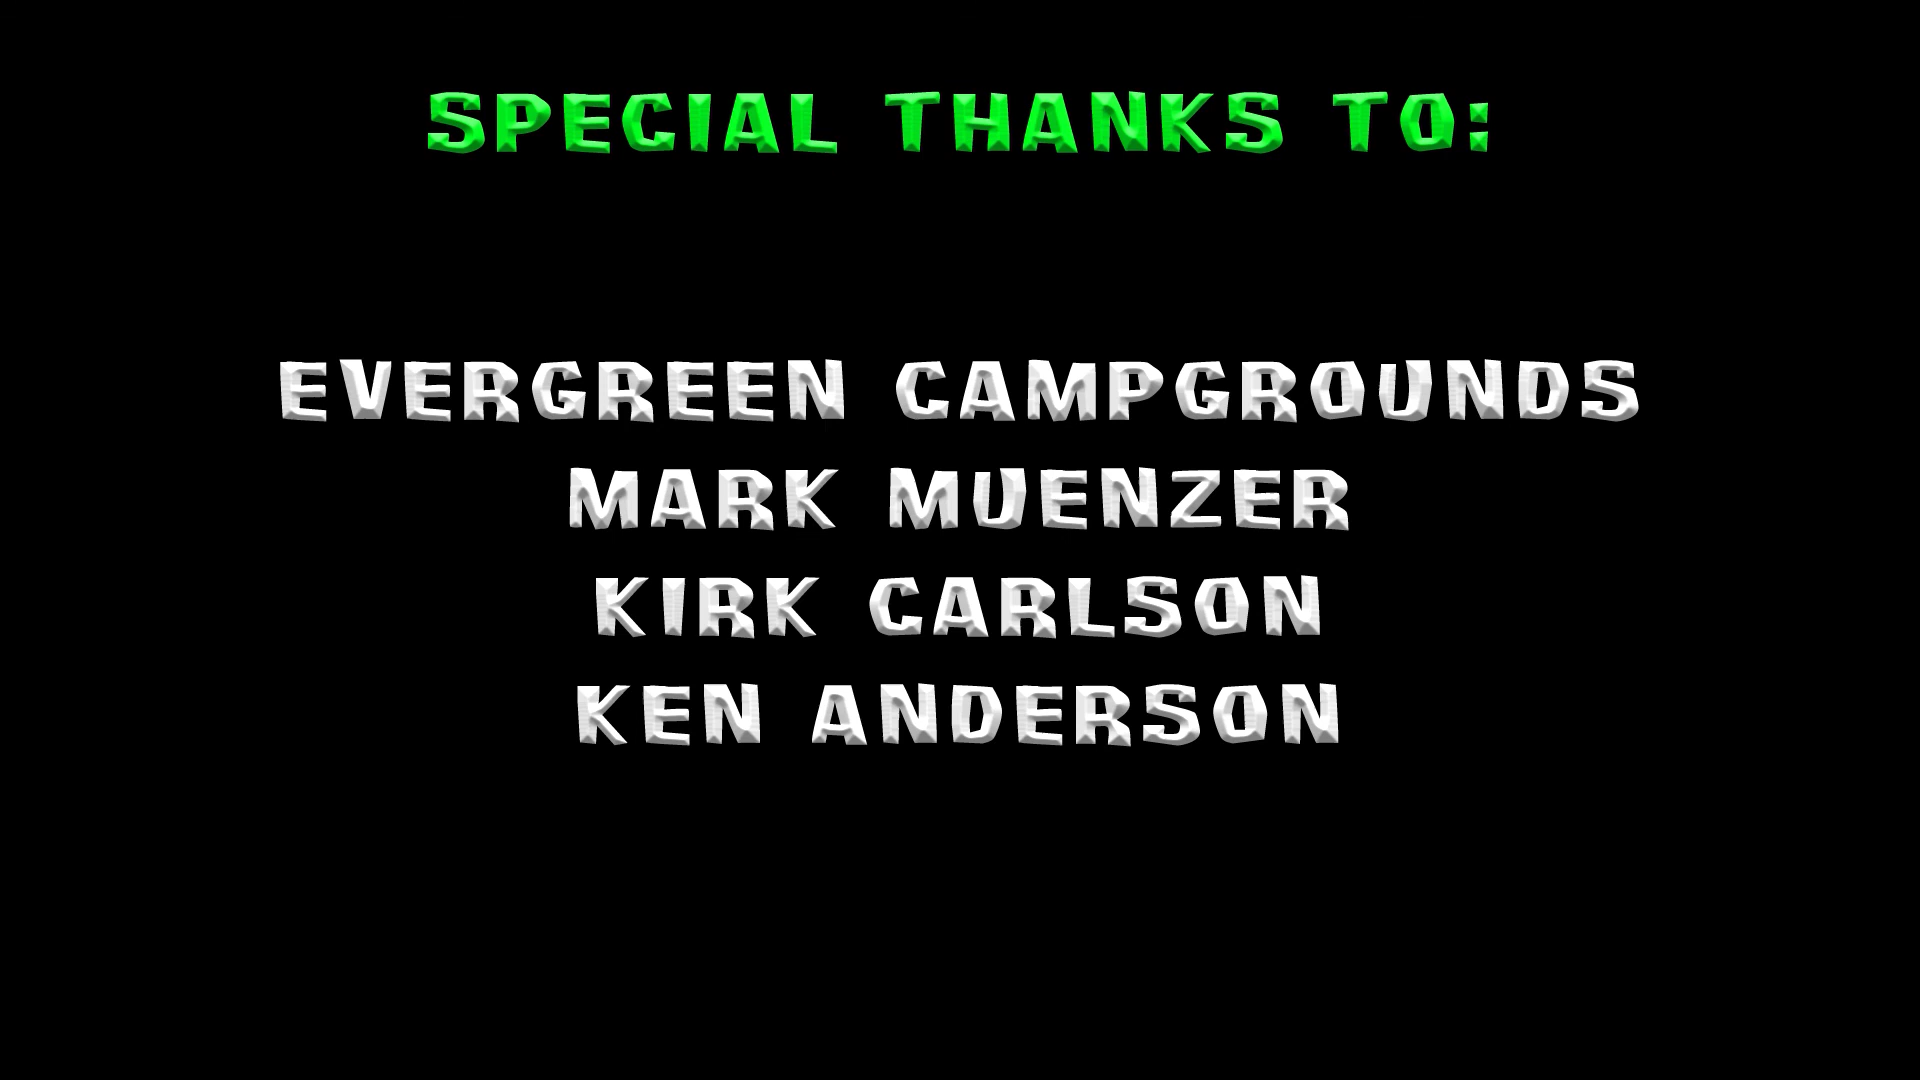 SPECIAL THANKS TO:
EVERGREEN CAMPGROUNDS
MARK MUENZER
KIRK CARLSON
KEN ANDERSON